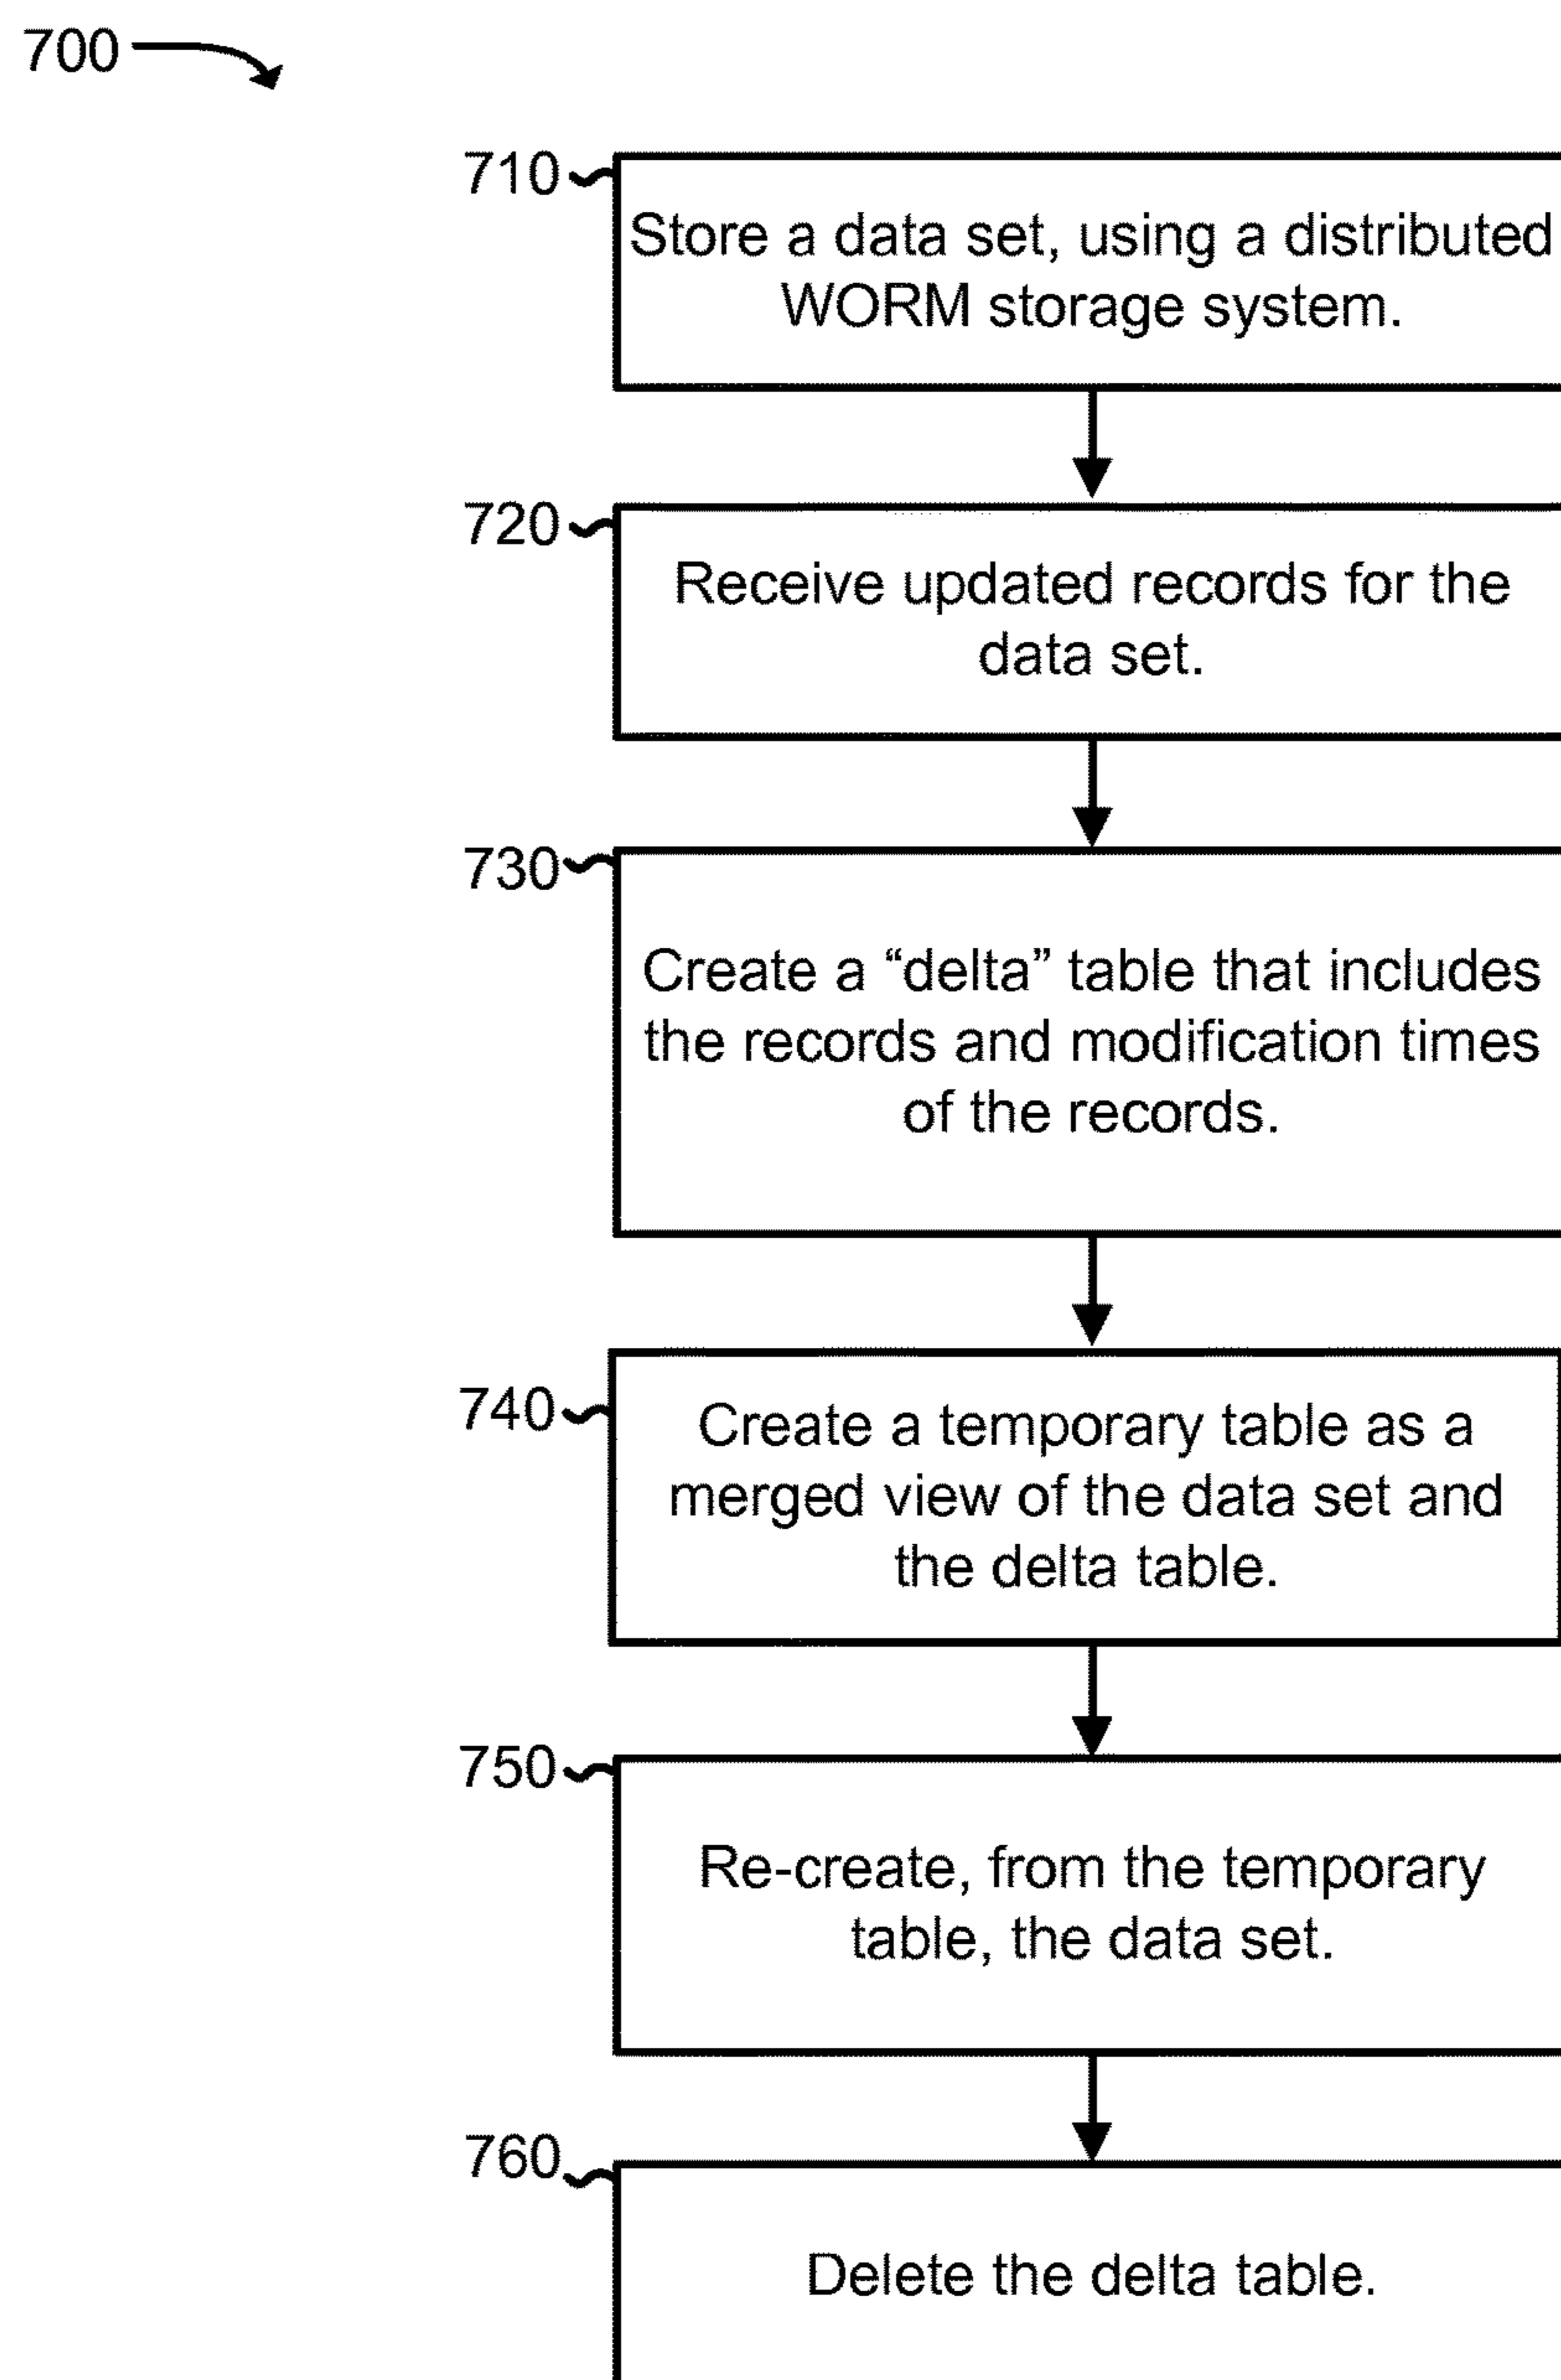 700
710
Store a data set, using a distributed
WORM storage system.
720
Receive updated records for the
data set.
730
Create a “delta” table that includes
the records and modification times
of the records.
740
Create a temporary table as a
merged view of the data set and
the delta table.
750
Re-create, from the temporary
table, the data set.
760
Delete the delta table.